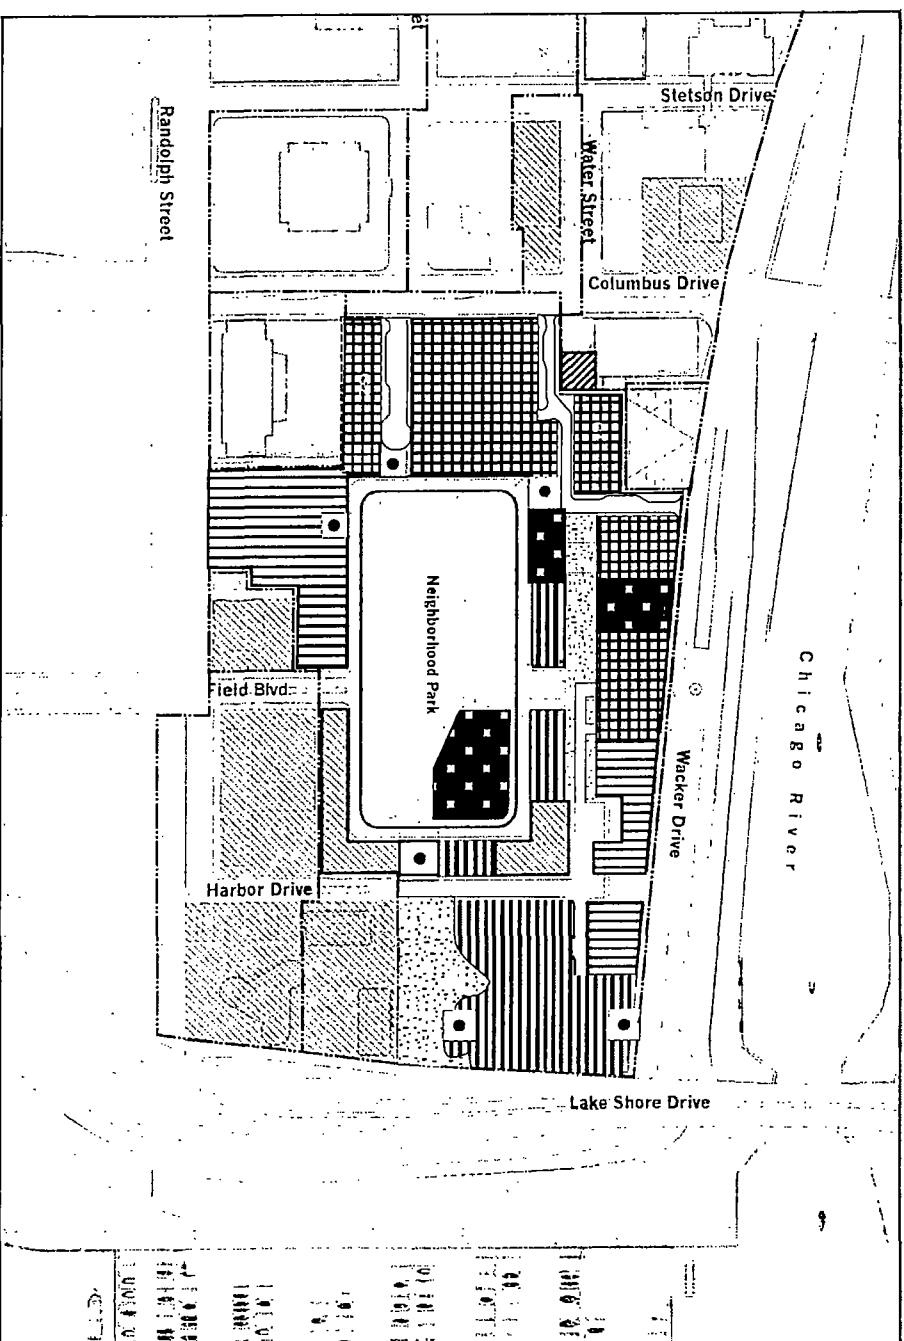 Stetson Drive
Randolph Street
Water Street
Columbus Drive
Neighborhood Park
Field Blvd.
Chicago River
Wacker Drive
Harbor Drive
Lake Shore Drive